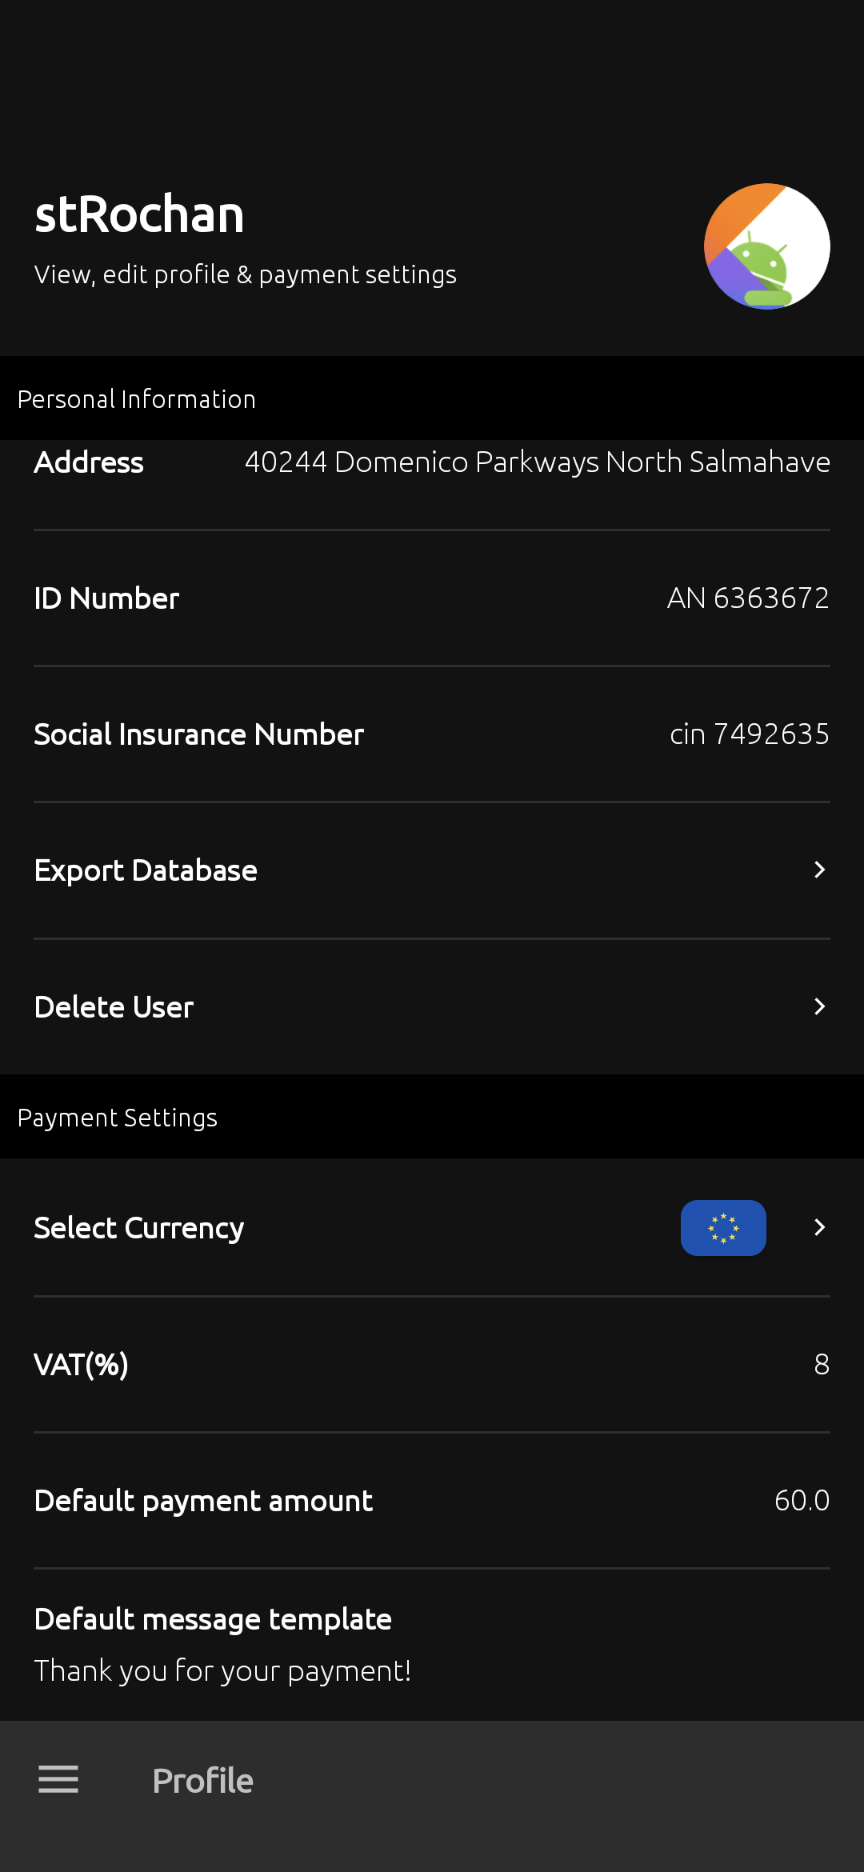 stRochan
View, edit profile & payment settings
Personal Information
Address 40244 Domenico Parkways North Salmahave
ID Number AN 6363672
Social Insurance Number cin 7492635
Export Database
Delete User
Payment Settings
Select Currency
VAT(%) 8
Default payment amount 60.0
Default message template
Thank you for your payment!
Profile